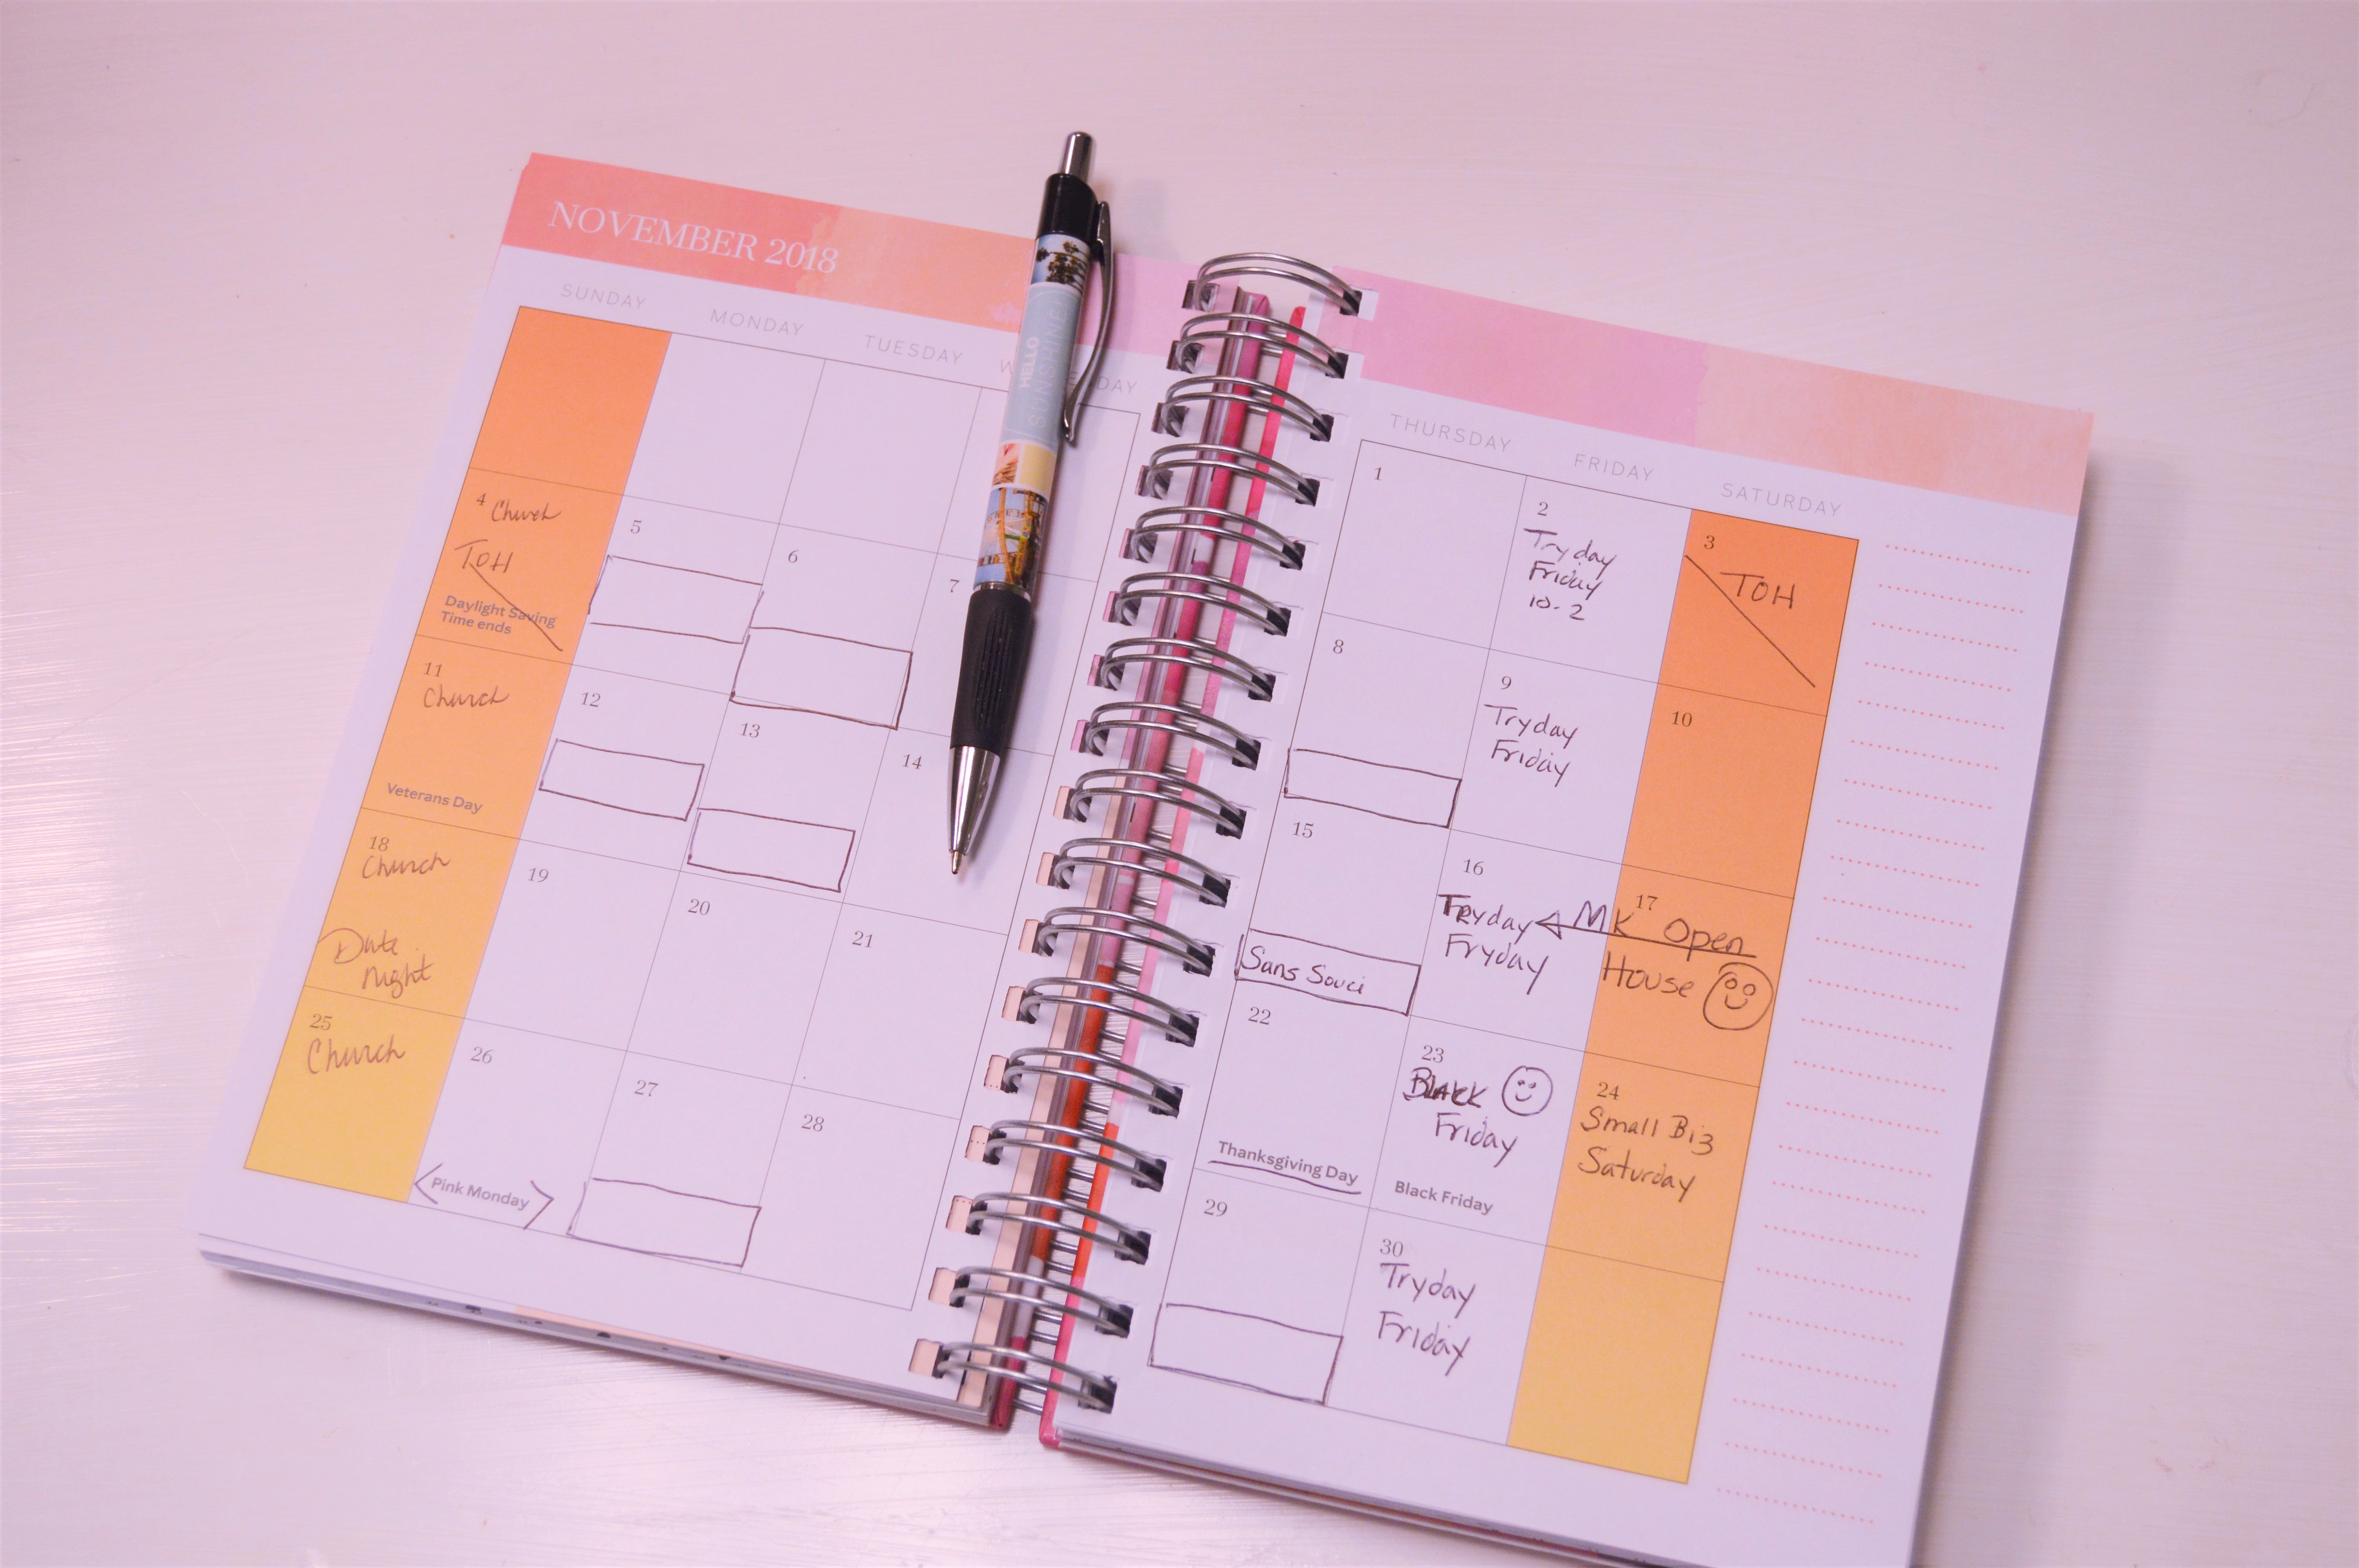 NOVEMBER 2018
SUNDAY
MONDAY
TUESDAY
W
DAY
THURSDAY
FRIDAY
SATURDAY
HELLO
SUNSHINE!
1
2
Tryday
Friday
10-2
3
TOH
4 Church
TOH
Daylight Saving
Time ends
5
6
7
8
9
Tryday
Friday
10
11
Church
Veterans Day
12
13
14
15
Sans Souci
16
Tryday
Fryday
17
MK Open
House
18
Church
Date
night
19
20
21
22
Thanksgiving Day
23
Black
Friday
Black Friday
24
Small Biz
Saturday
25
Church
26
Pink Monday
27
28
29
30
Tryday
Friday